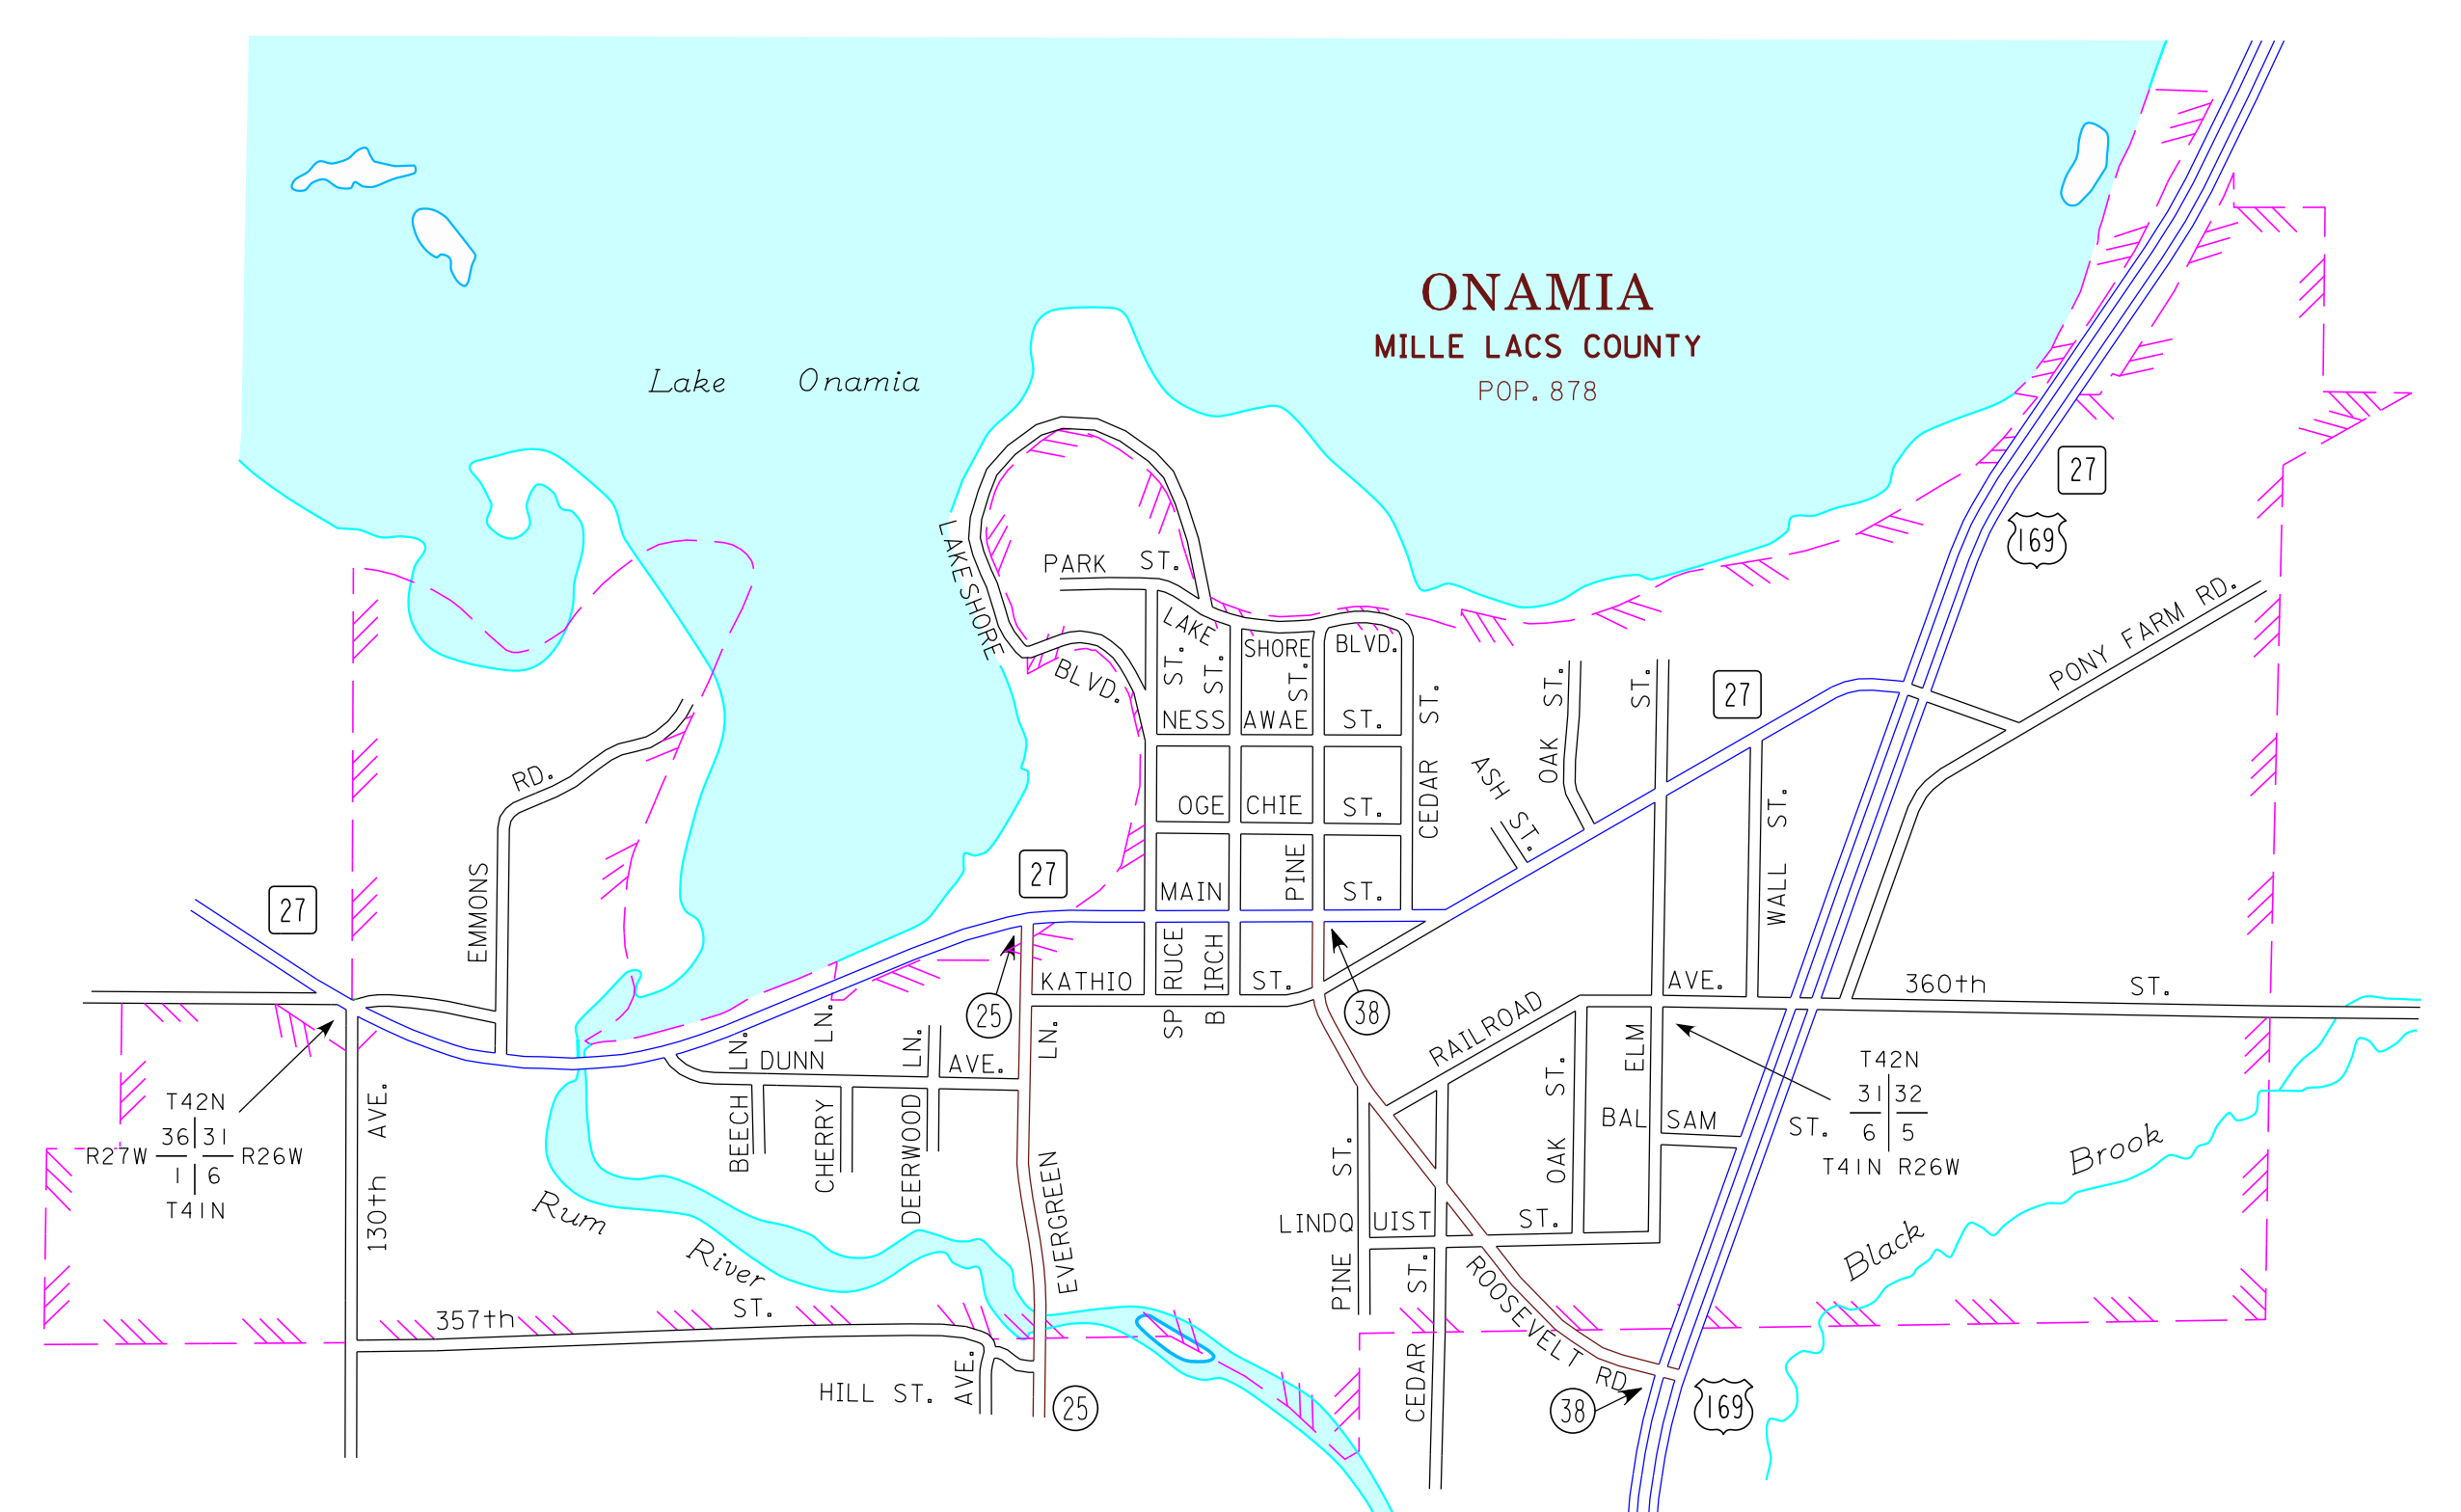 ONAMIA
MILLE LACS COUNTY
POP. 878
Lake Onamia
27
169
PARK ST.
LAKESHORE BLVD.
LAKE SHORE BLVD.
PONY FARM RD.
NESS AWAE ST.
SPRUCE ST.
BIRCH ST.
PINE ST.
CEDAR ST.
OAK ST.
ELM ST.
27
RD.
EMMONS
OGE CHIE ST.
CEDAR
ASH ST.
OAK
WALL ST.
27
27
MAIN ST.
KATHIO ST.
AVE.
360th ST.
25
38
RAILROAD
EVERGREEN LN.
BEECH LN.
DUNN AVE.
CHERRY LN.
DEERWOOD LN.
T42N
36 31
R27W R26W
1 6
T41N
130th AVE.
T42N
31 32
6 5
T41N R26W
BAL SAM ST.
OAK ST.
PINE ST.
LINDQ UIST ST.
CEDAR ST.
ROOSEVELT RD.
Black Brook
Rum River
357th ST.
HILL ST.
AVE.
25
38
169